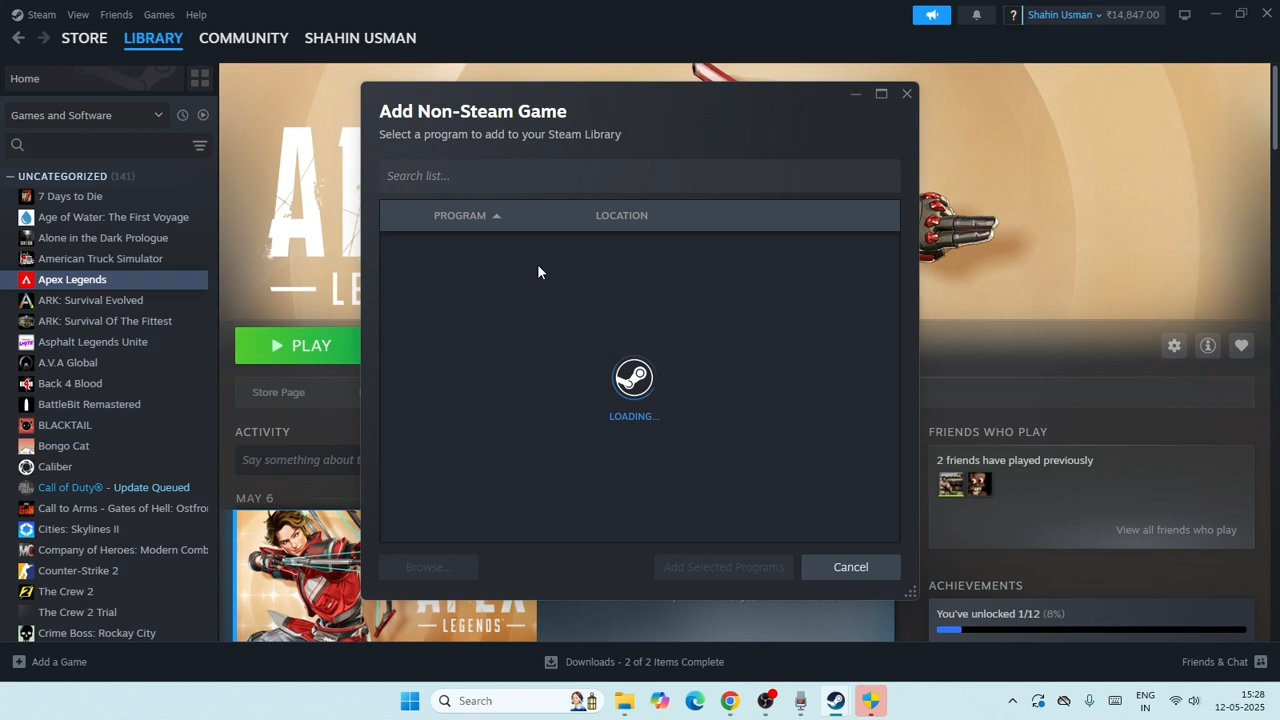 Steam View Friends Games Help
? Shahin Usman ₹14,847.00
STORE LIBRARY COMMUNITY SHAHIN USMAN
Home
Games and Software
UNCATEGORIZED (141)
7 Days to Die
Age of Water: The First Voyage
Alone in the Dark Prologue
American Truck Simulator
Apex Legends
ARK: Survival Evolved
ARK: Survival Of The Fittest
Asphalt Legends Unite
A.V.A Global
Back 4 Blood
BattleBit Remastered
BLACKTAIL
Bongo Cat
Caliber
Call of Duty® - Update Queued
Call to Arms - Gates of Hell: Ostfro
Cities: Skylines II
Company of Heroes: Modern Comb
Counter-Strike 2
The Crew 2
The Crew 2 Trial
Crime Boss: Rockay City
Add Non-Steam Game
Select a program to add to your Steam Library
Search list...
PROGRAM LOCATION
LOADING...
Browse... Add Selected Programs Cancel
PLAY
Store Page
ACTIVITY
Say something about t
MAY 6
LEGENDS
FRIENDS WHO PLAY
2 friends have played previously
View all friends who play
ACHIEVEMENTS
You've unlocked 1/12 (8%)
Add a Game
Downloads - 2 of 2 Items Complete
Friends & Chat
Search
ENG
IN
15:28
12-05-2025